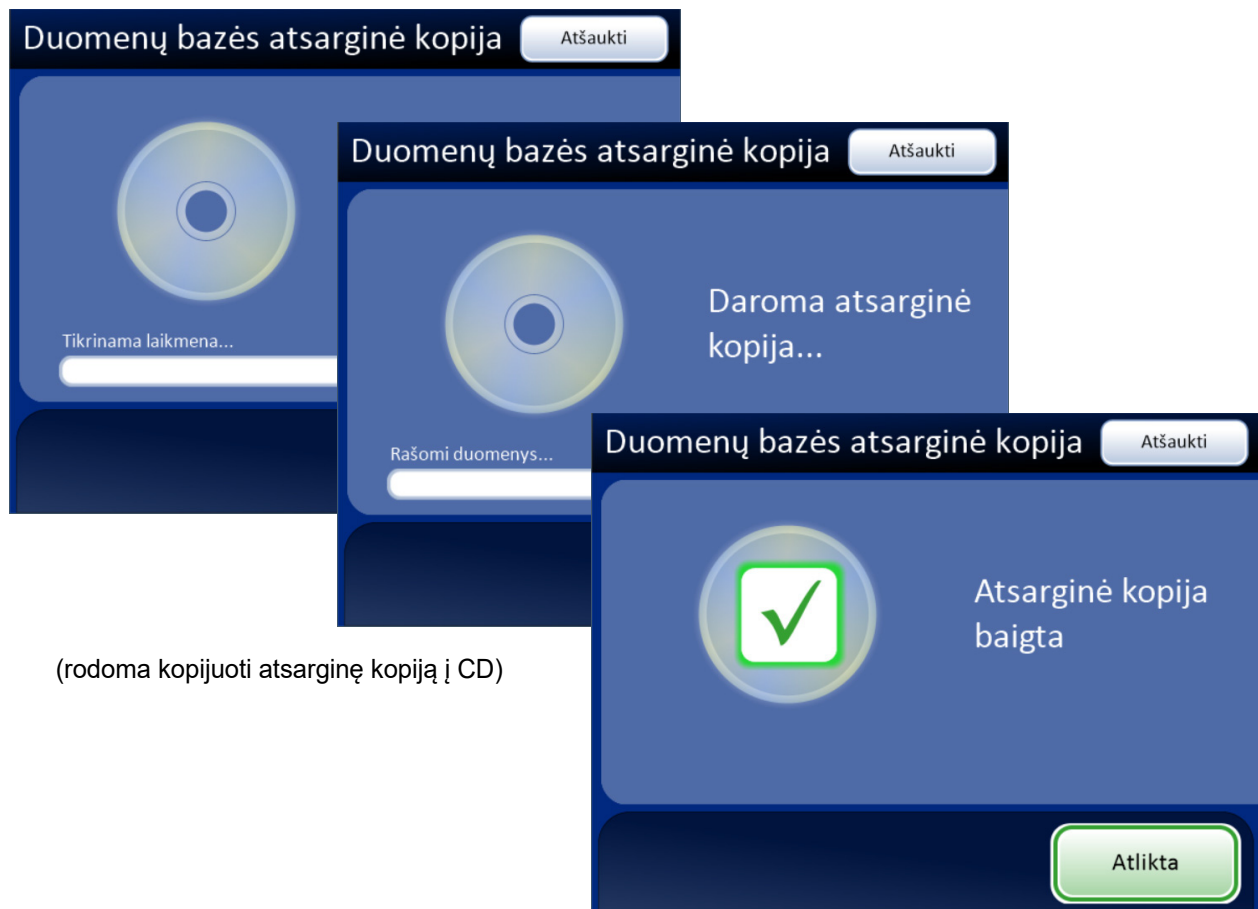 Duomenų bazės atsarginė kopija
Atšaukti
Tikrinama laikmena...
Duomenų bazės atsarginė kopija
Atšaukti
Daroma atsarginė
kopija...
Rašomi duomenys...
Duomenų bazės atsarginė kopija
Atšaukti
Atsarginė kopija
baigta
Atlikta
(rodoma kopijuoti atsarginę kopiją į CD)